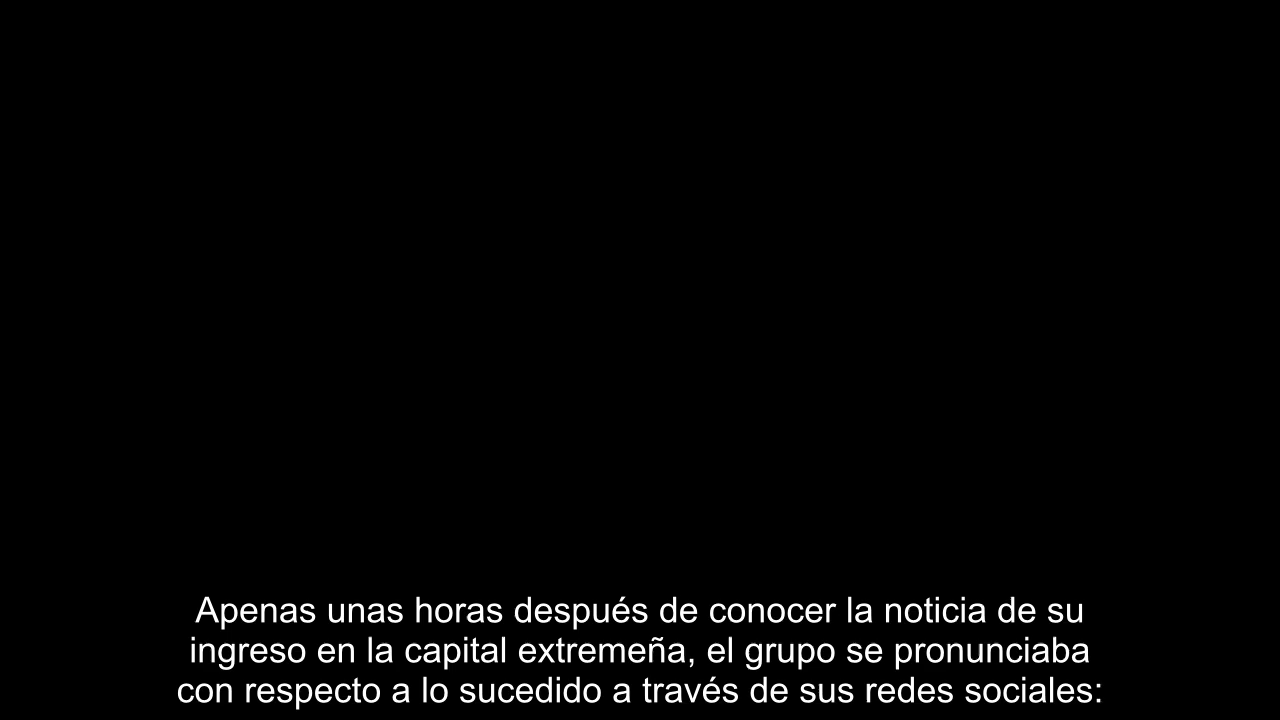 Apenas unas horas después de conocer la noticia de su
ingreso en la capital extremeña, el grupo se pronunciaba
con respecto a lo sucedido a través de sus redes sociales: